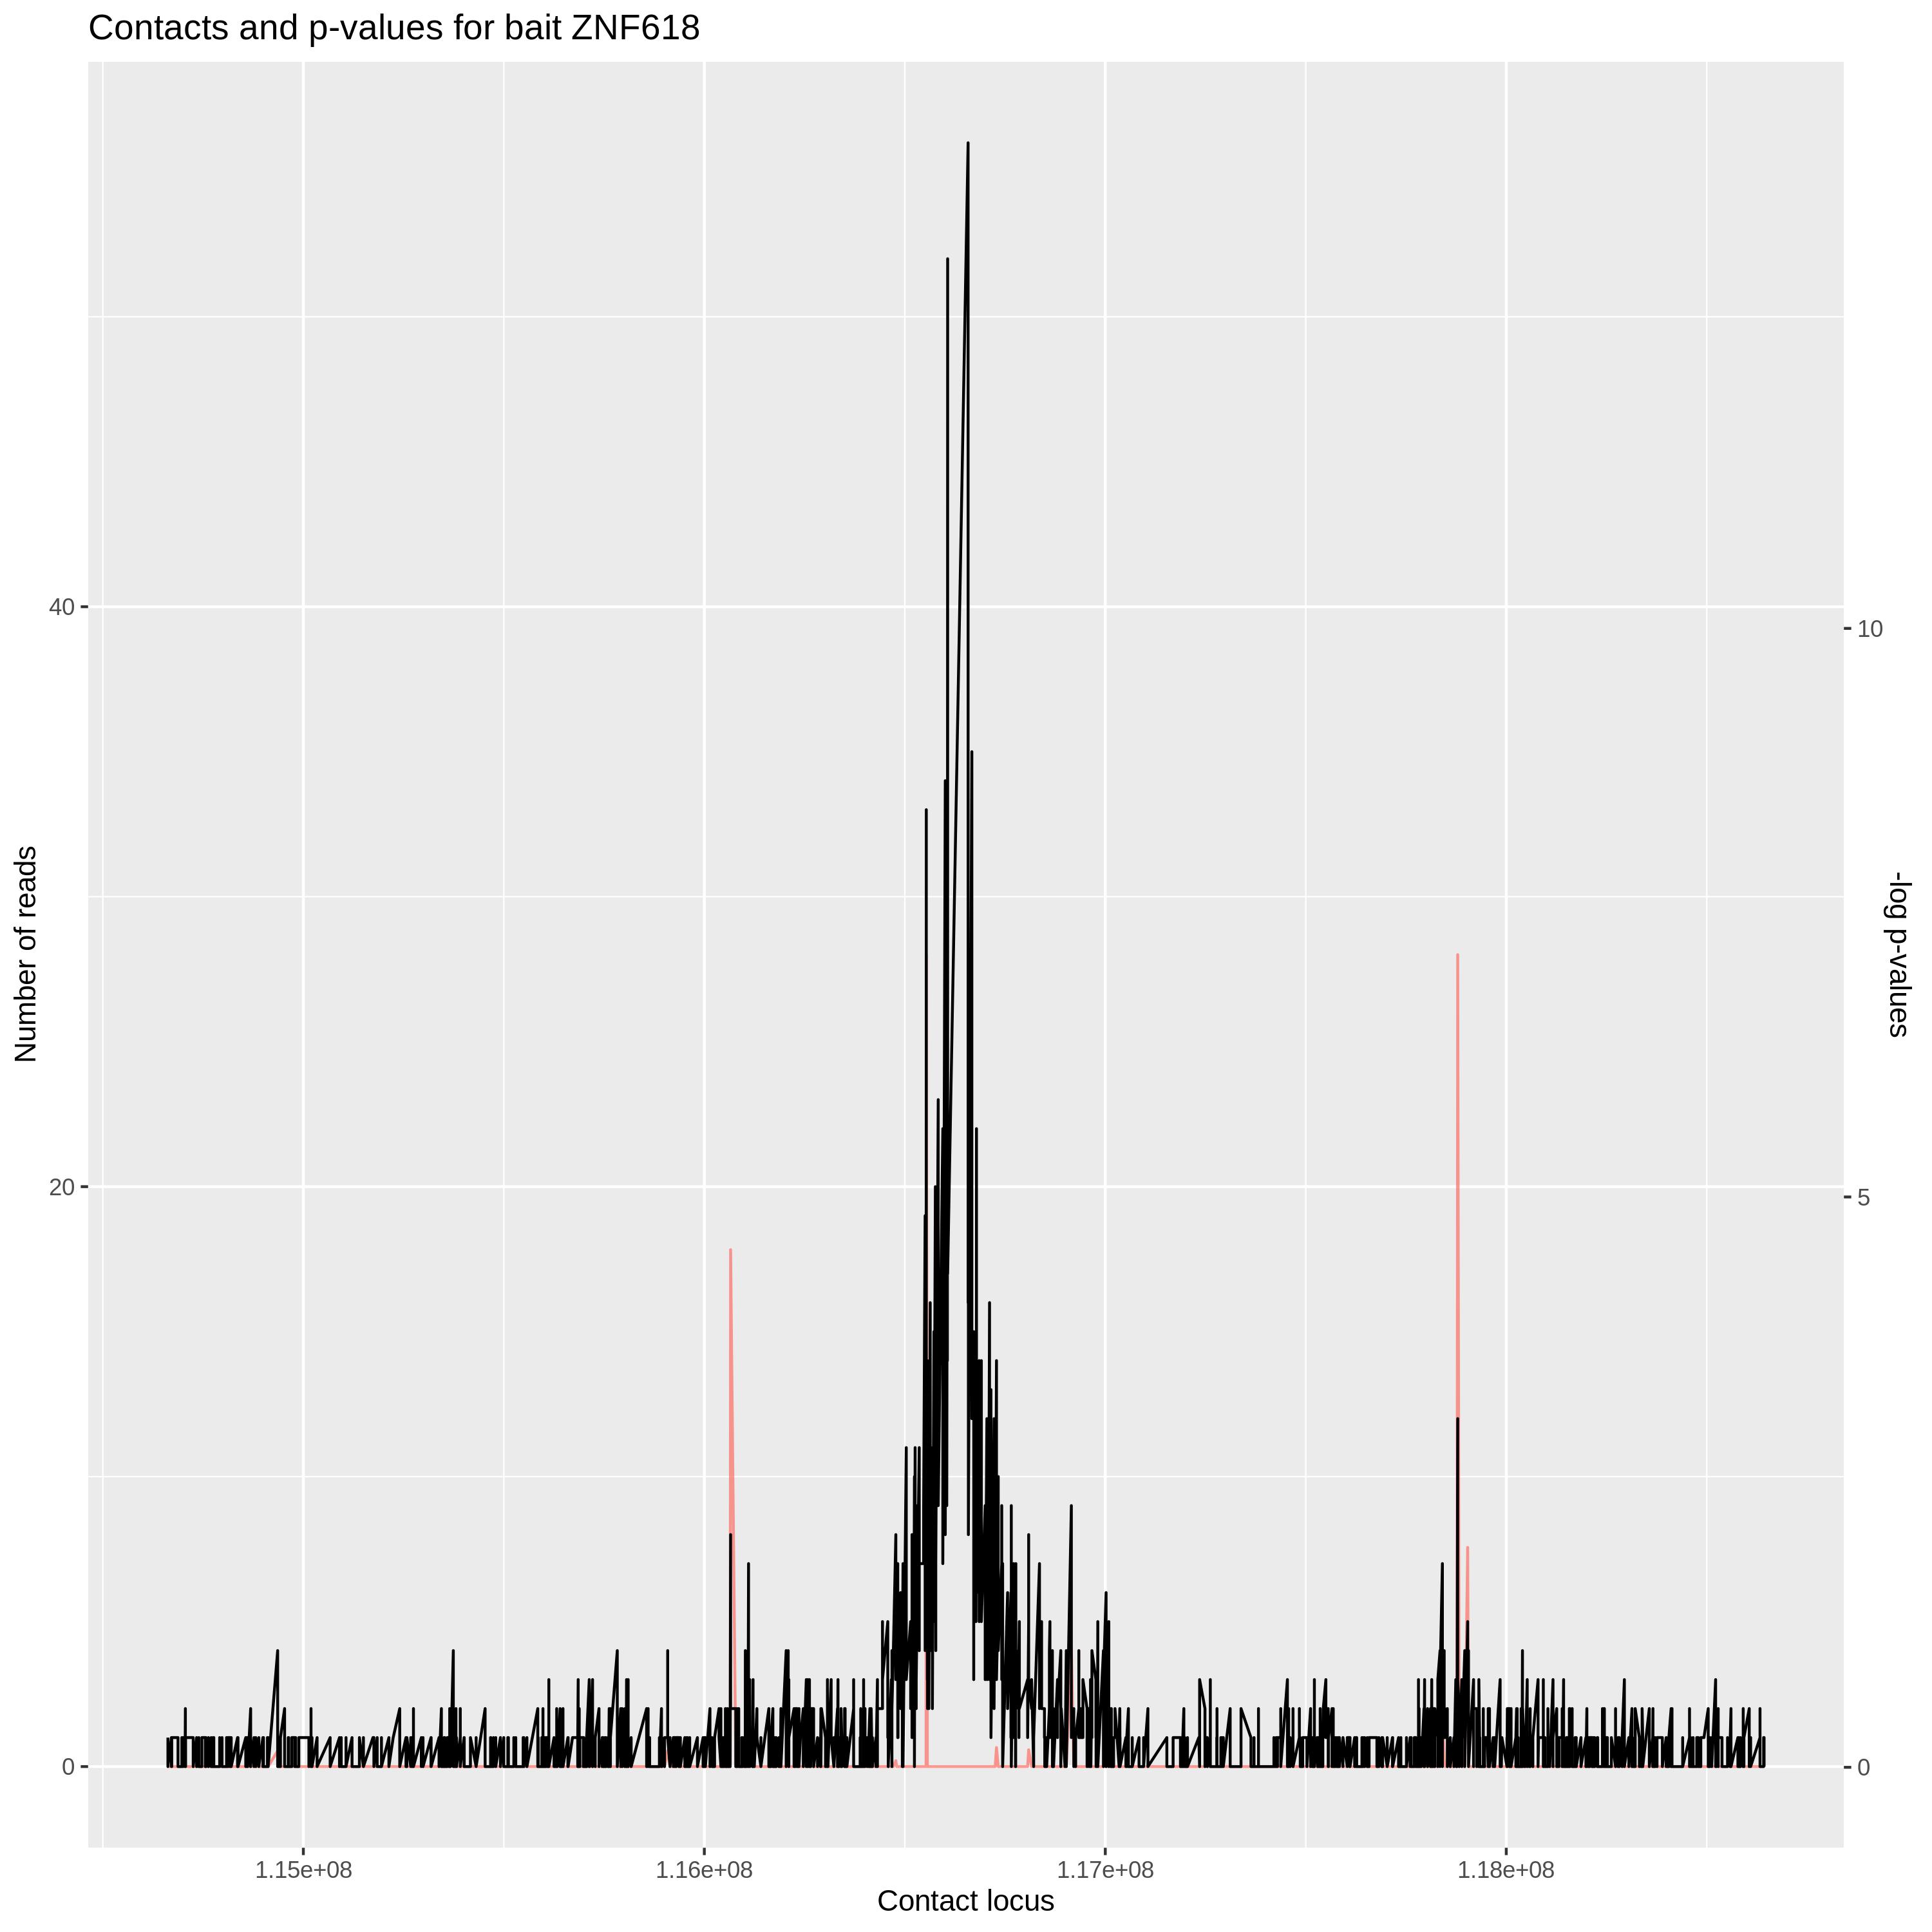 Contacts and p-values for bait ZNF618
Number of reads
40
20
0
10
5
0
-log p-values
1.15e+08
1.16e+08
1.17e+08
1.18e+08
Contact locus